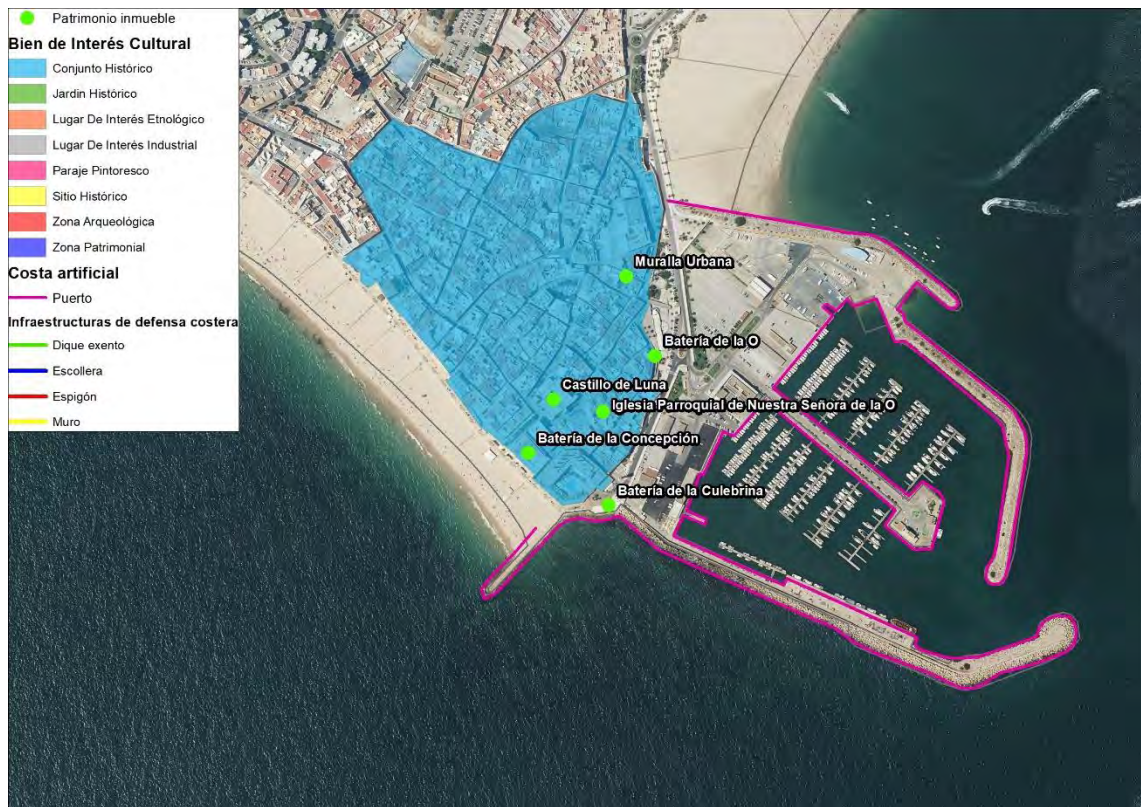 Patrimonio inmueble
Bien de Interés Cultural
Conjunto Histórico
Jardin Histórico
Lugar De Interés Etnológico
Lugar De Interés Industrial
Paraje Pintoresco
Sitio Histórico
Zona Arqueológica
Zona Patrimonial
Costa artificial
Puerto
Infraestructuras de defensa costera
Dique exento
Escollera
Espigón
Muro
Muralla Urbana
Batería de la O
Castillo de Luna
Iglesia Parroquial de Nuestra Señora de la O
Batería de la Concepción
Batería de la Culebrina